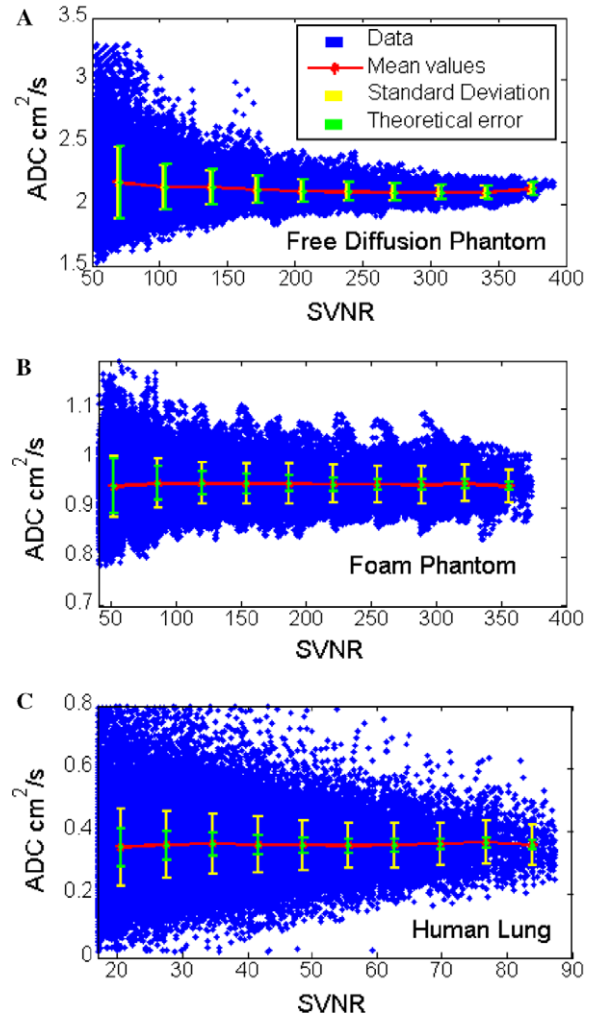 A
3.5
3
2.5
2
1.5
ADC cm²/s
Data
Mean values
Standard Deviation
Theoretical error
Free Diffusion Phantom
50 100 150 200 250 300 350 400
SVNR
B
1.1
1
0.9
0.8
0.7
ADC cm²/s
Foam Phantom
50 100 150 200 250 300 350 400
SVNR
C
0.8
0.6
0.4
0.2
0
ADC cm²/s
Human Lung
20 30 40 50 60 70 80 90
SVNR